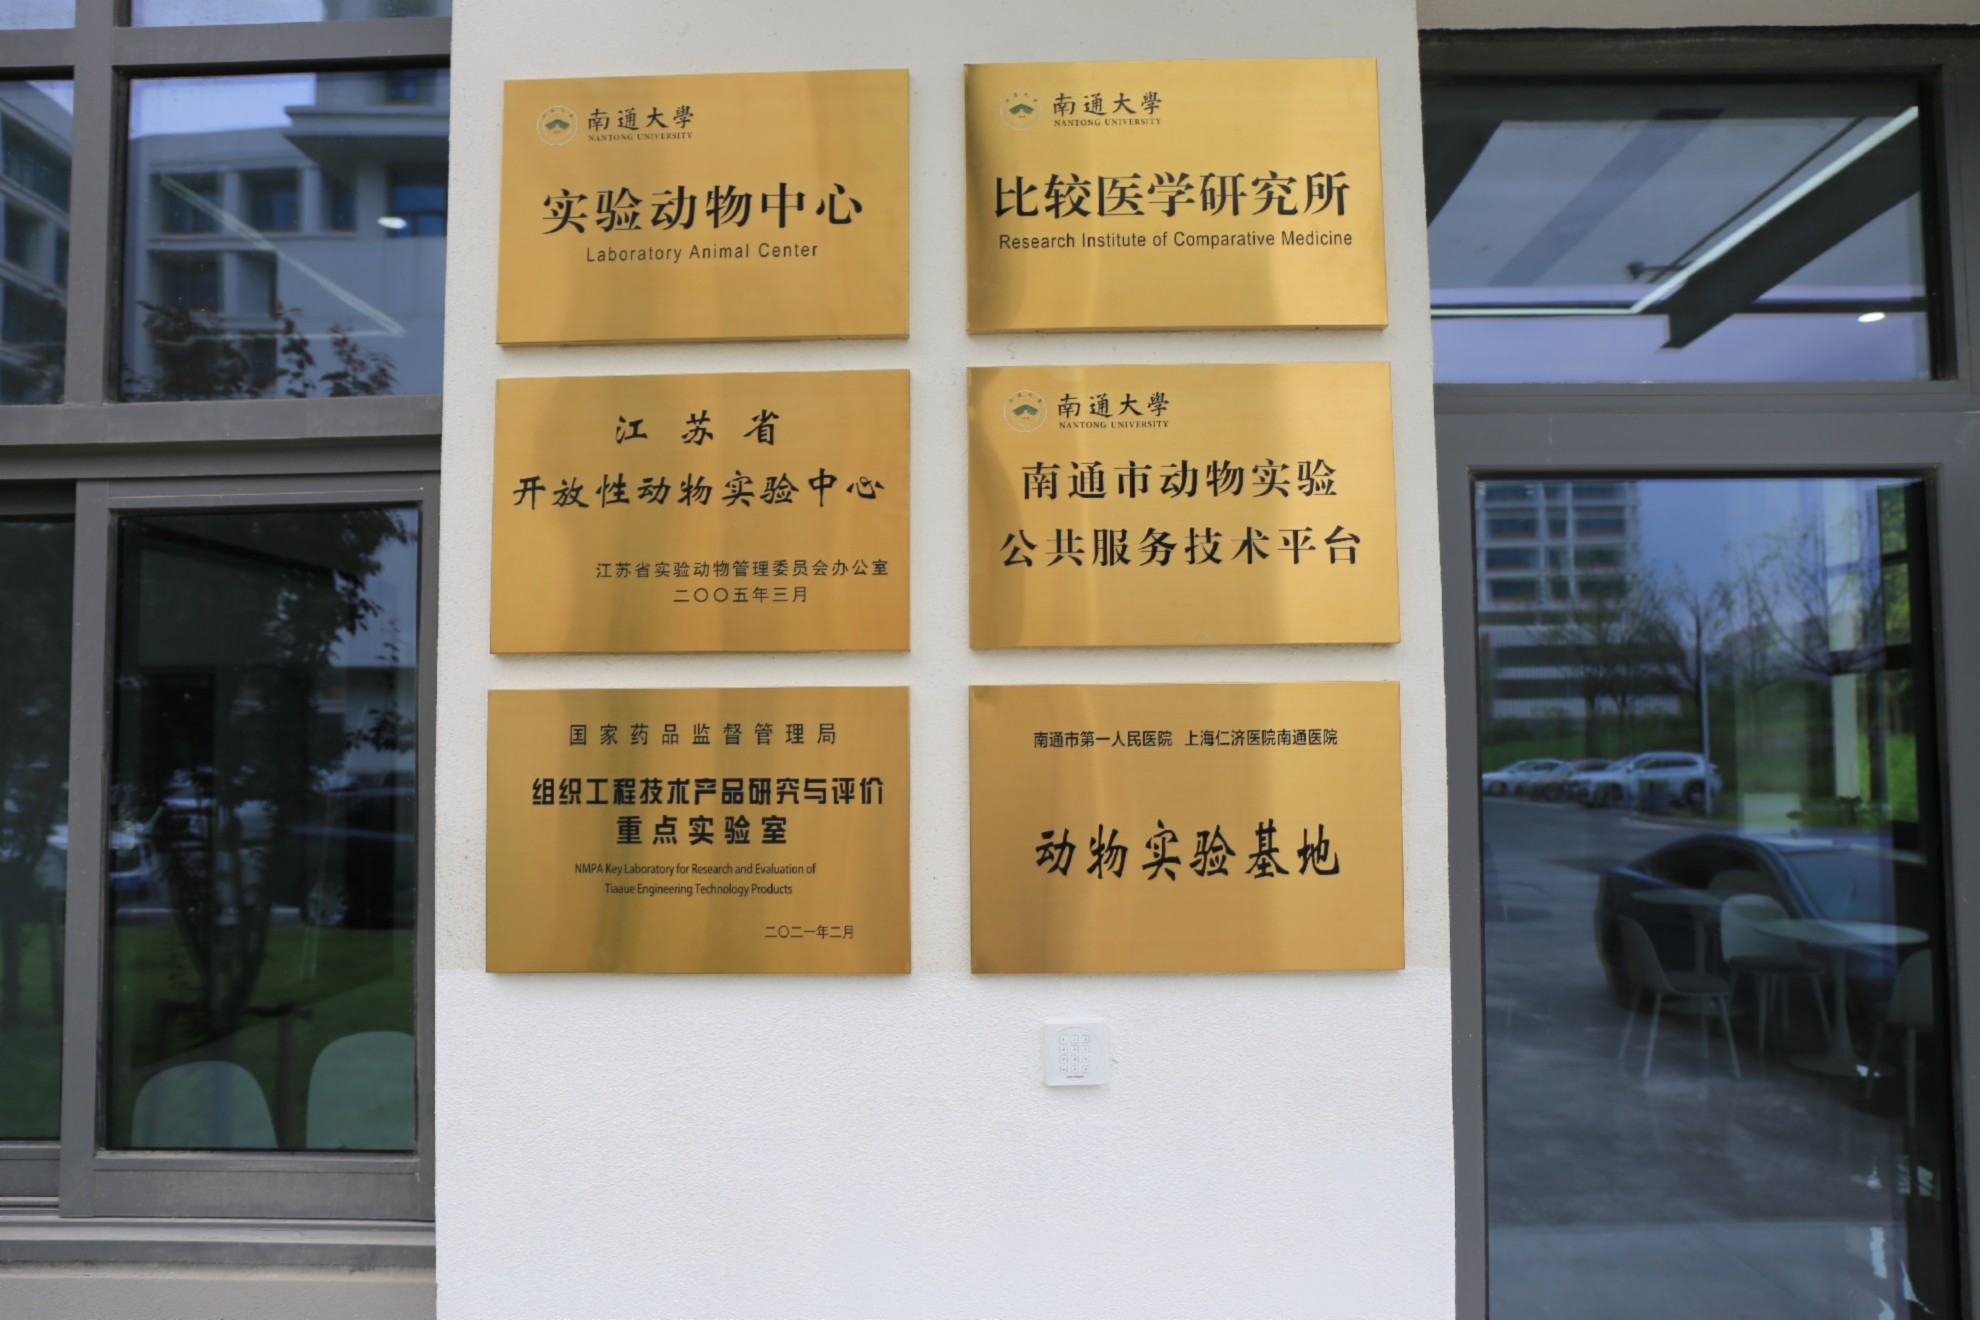 南通大學
NANTONG UNIVERSITY
实验动物中心
Laboratory Animal Center
南通大學
NANTONG UNIVERSITY
比较医学研究所
Research Institute of Comparative Medicine
江苏省
开放性动物实验中心
江苏省实验动物管理委员会办公室
二〇〇五年三月
南通大學
NANTONG UNIVERSITY
南通市动物实验
公共服务技术平台
国家药品监督管理局
组织工程技术产品研究与评价
重点实验室
NMPA Key Laboratory for Research and Evaluation of
Tiaaue Engineering Technology Products
二〇二一年二月
南通市第一人民医院 上海仁济医院南通医院
动物实验基地